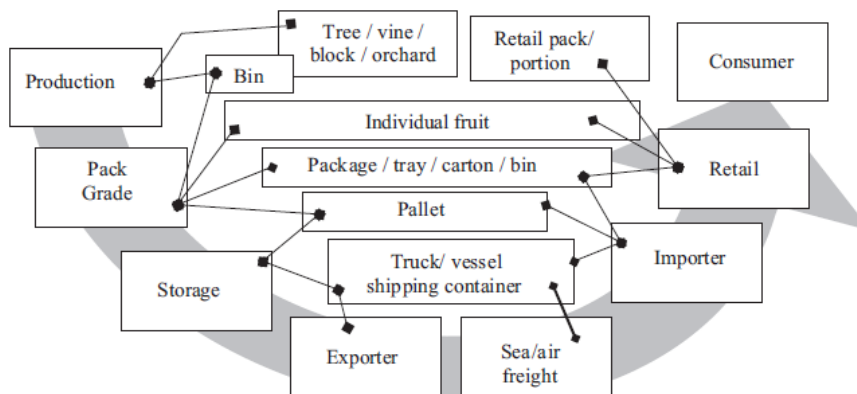 Tree / vine /
block / orchard
Retail pack/
portion
Consumer
Production
Bin
Individual fruit
Pack
Grade
Package / tray / carton / bin
Retail
Pallet
Storage
Truck/ vessel
shipping container
Importer
Exporter
Sea/air
freight